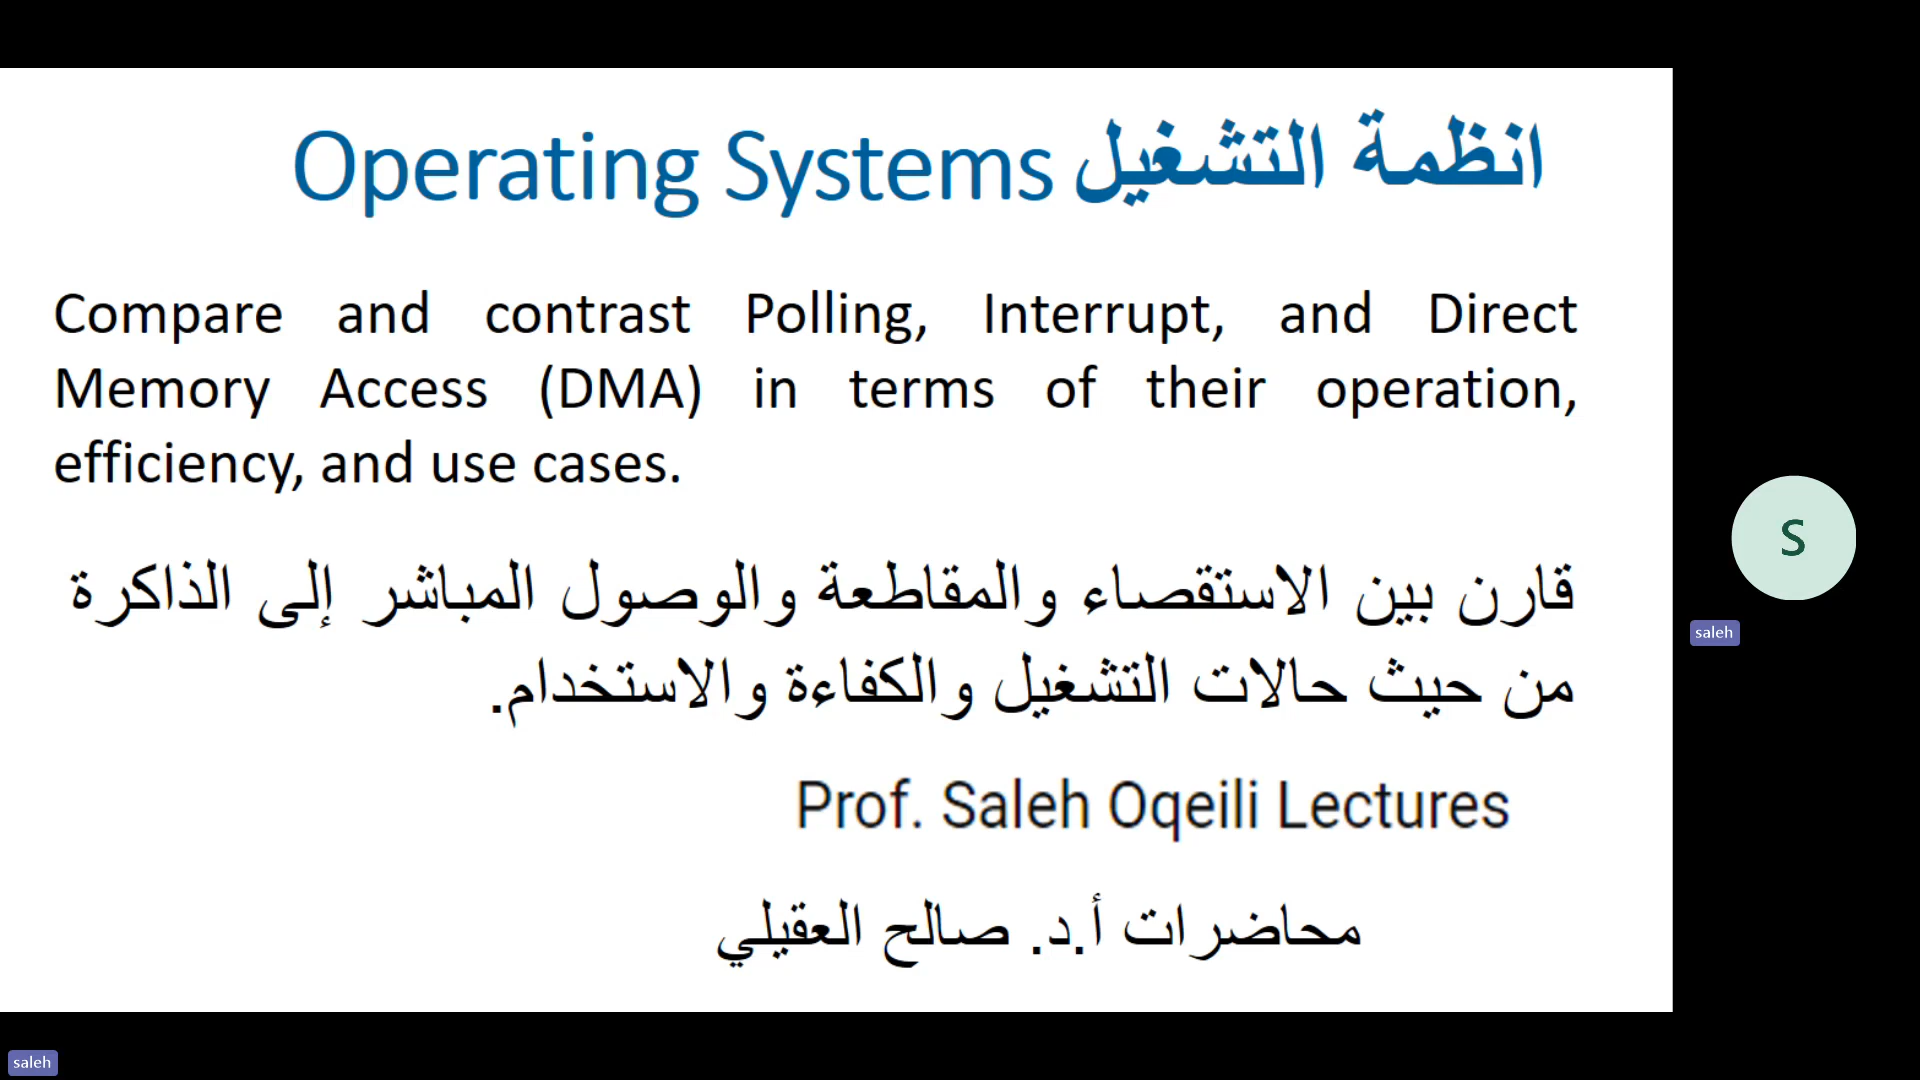 Operating Systems انظمة التشغيل
Compare and contrast Polling, Interrupt, and Direct
Memory Access (DMA) in terms of their operation,
efficiency, and use cases.
قارن بين الاستقصاء والمقاطعة والوصول المباشر إلى الذاكرة
من حيث حالات التشغيل والكفاءة والاستخدام.
Prof. Saleh Oqeili Lectures
محاضرات أ.د. صالح العقيلي
S
saleh
saleh